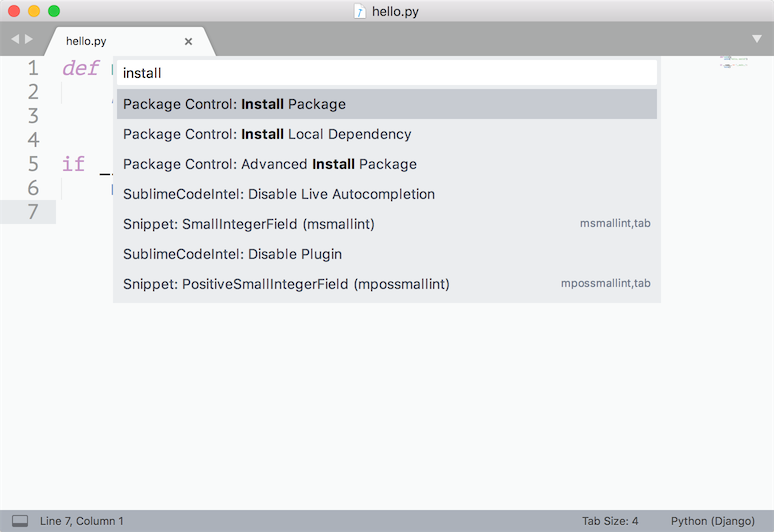 hello.py
hello.py
install
1 def
Package Control: Install Package
2
Package Control: Install Local Dependency
3
4
Package Control: Advanced Install Package
5 if _
SublimeCodeIntel: Disable Live Autocompletion
6
7
Snippet: SmallIntegerField (msmallint) msmallint,tab
SublimeCodeIntel: Disable Plugin
Snippet: PositiveSmallIntegerField (mpossmallint) mpossmallint,tab
Line 7, Column 1 Tab Size: 4 Python (Django)